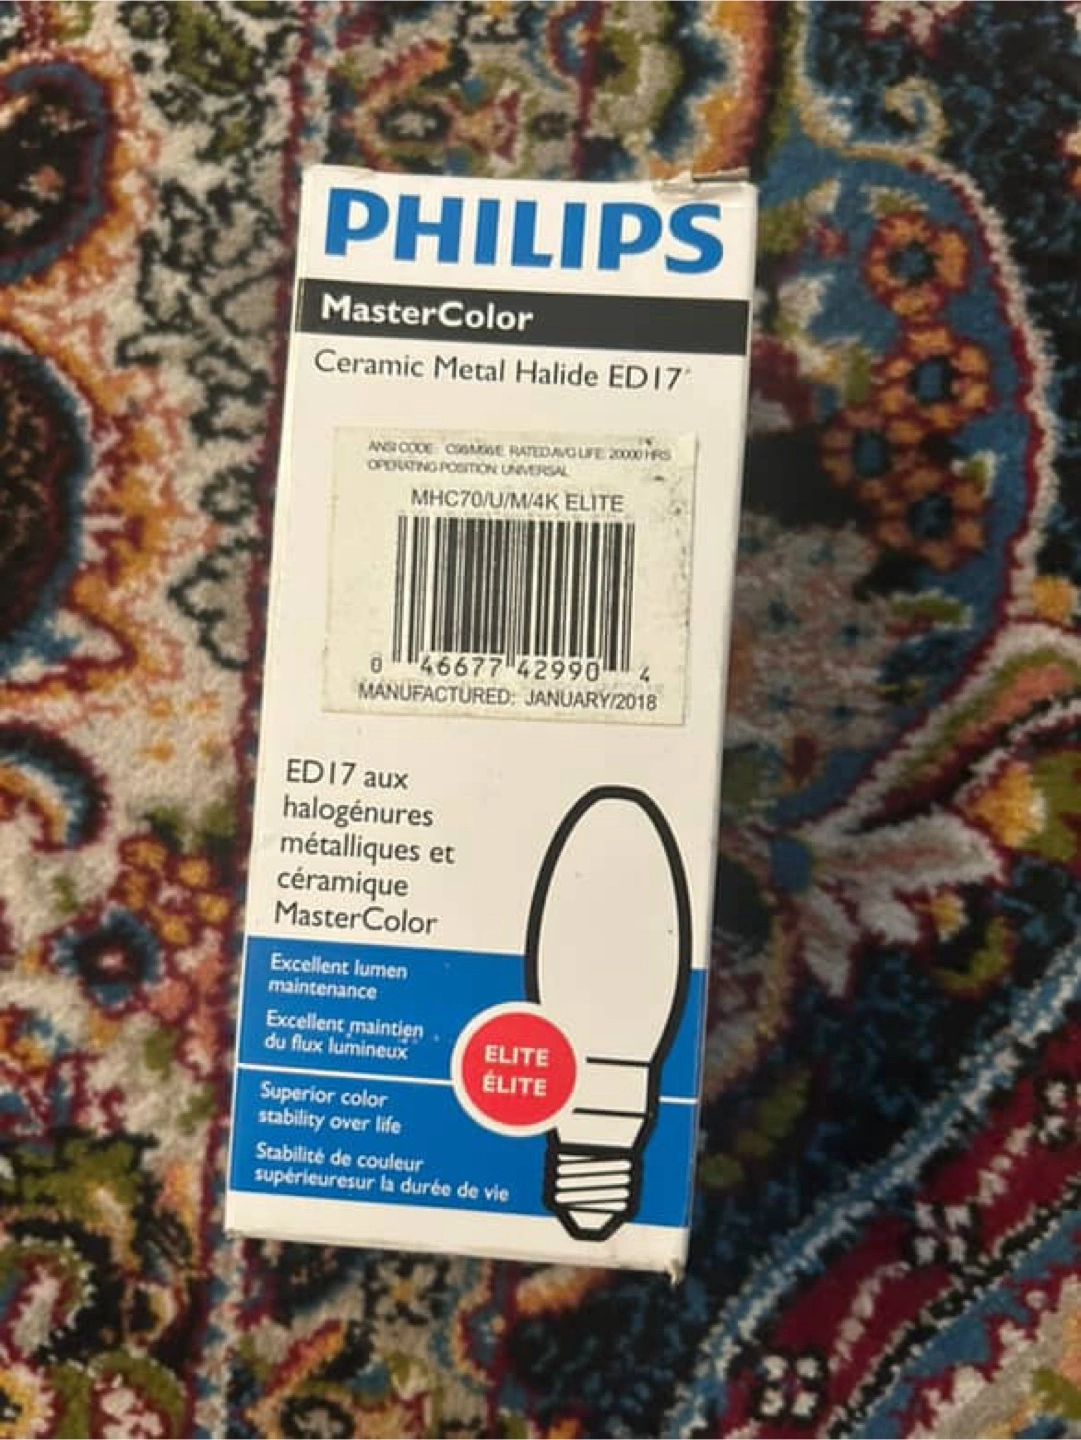 PHILIPS
MasterColor
Ceramic Metal Halide ED17
ANSI CODE: C98/M98/E RATED AVG LIFE: 20000 HRS
OPERATING POSITION: UNIVERSAL
MHC70/U/M/4K ELITE
0 46677 42990 4
MANUFACTURED: JANUARY/2018
ED17 aux
halogénures
métalliques et
céramique
MasterColor
Excellent lumen
maintenance
Excellent maintien
du flux lumineux
ELITE
ÉLITE
Superior color
stability over life
Stabilité de couleur
supérieuresur la durée de vie